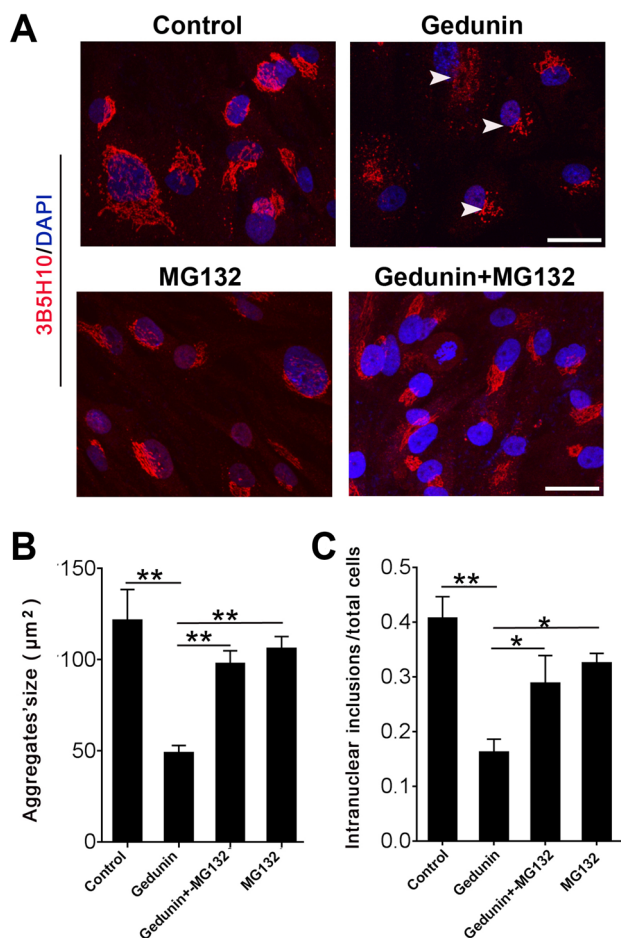 A
Control
Gedunin
3B5H10/DAPI
MG132
Gedunin+MG132
B
Aggregates'size ( µm²)
150
100
50
0
**
**
**
Control
Gedunin
Gedunin+-MG132
MG132
C
Intranuclear inclusions/total cells
0.5
0.4
0.3
0.2
0.1
0.0
**
*
*
Control
Gedunin
Gedunin+-MG132
MG132